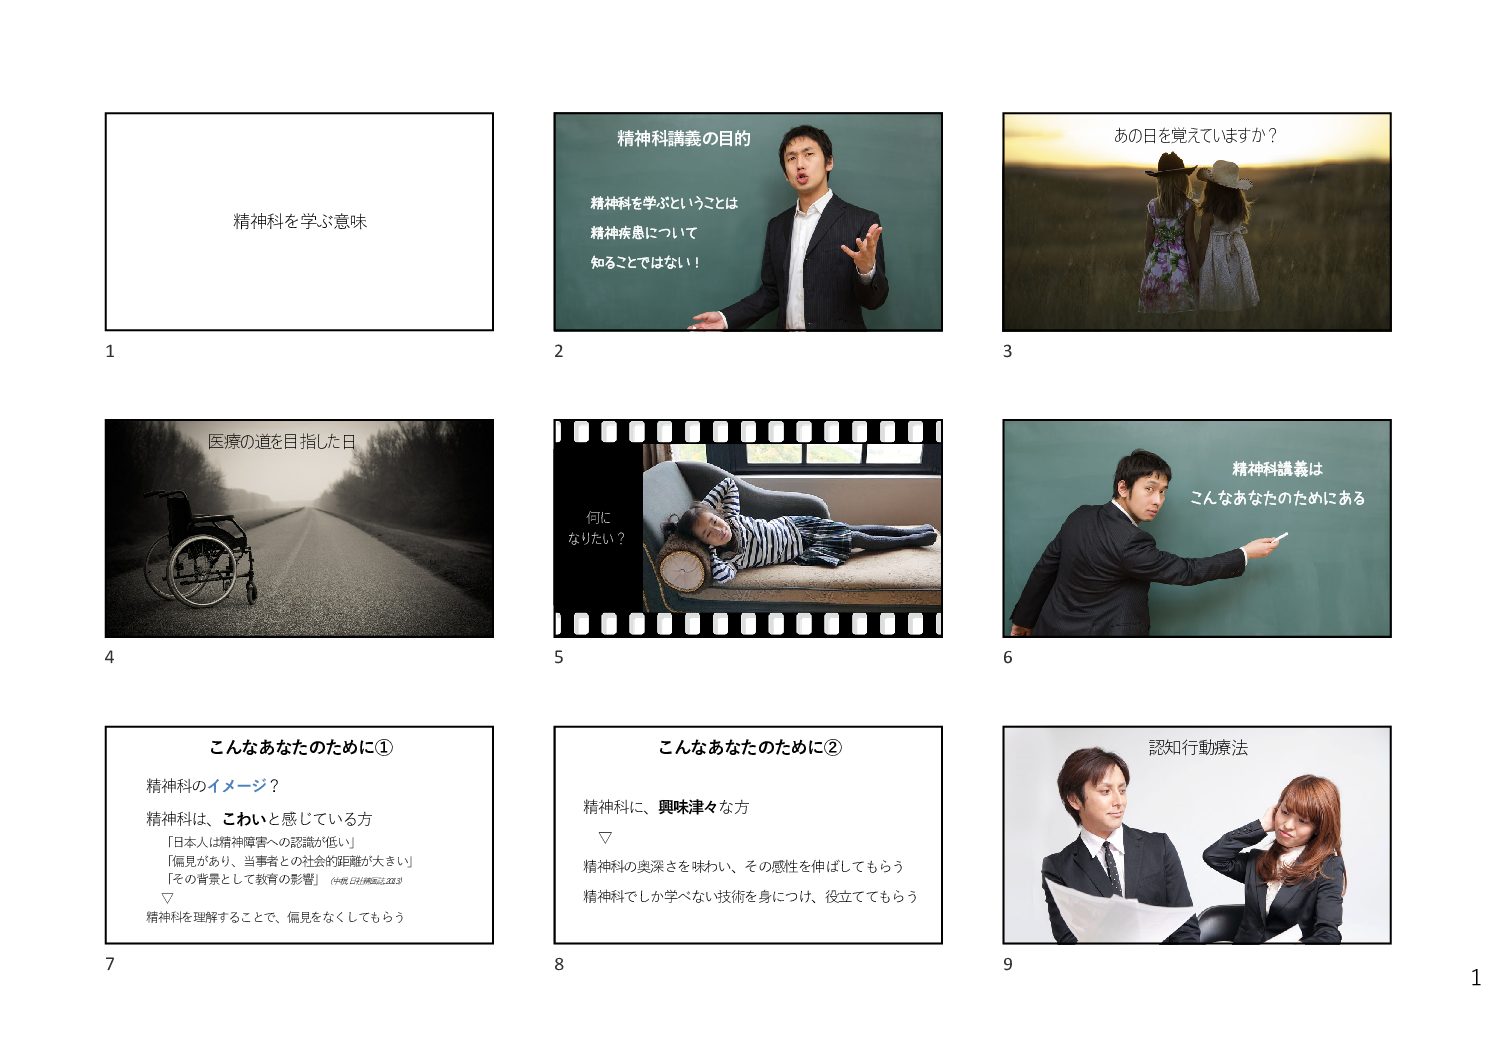 精神科を学ぶ意味
1
精神科講義の目的
精神科を学ぶということは
精神疾患について
知ることではない！
2
あの日を覚えていますか？
3
医療の道を目指した日
4
何に
なりたい？
5
精神科講義は
こんなあなたのためにある
6
こんなあなたのために①
精神科のイメージ？
精神科は、こわいと感じている方
「日本人は精神障害への認識が低い」
「偏見があり、当事者との社会的距離が大きい」
「その背景として教育の影響」
▽
精神科を理解することで、偏見をなくしてもらう
7
こんなあなたのために②
精神科に、興味津々な方
▽
精神科の奥深さを味わい、その感性を伸ばしてもらう
精神科でしか学べない技術を身につけ、役立ててもらう
8
認知行動療法
9
1